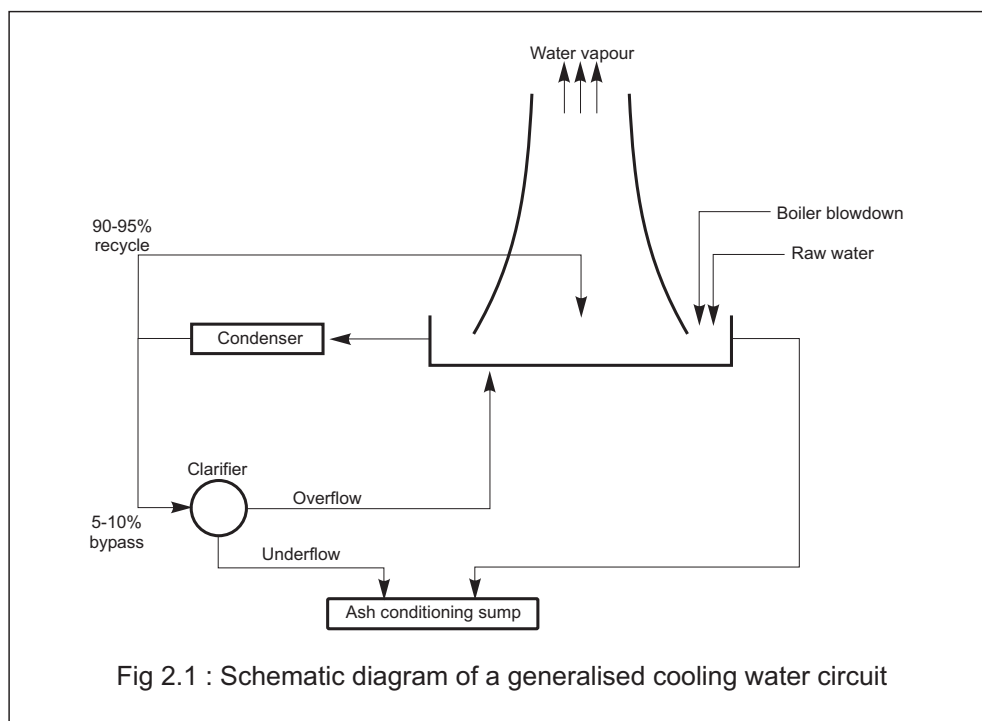 Water vapour
90-95%
recycle
Boiler blowdown
Raw water
Condenser
Clarifier
Overflow
5-10%
bypass
Underflow
Ash conditioning sump
Fig 2.1 : Schematic diagram of a generalised cooling water circuit